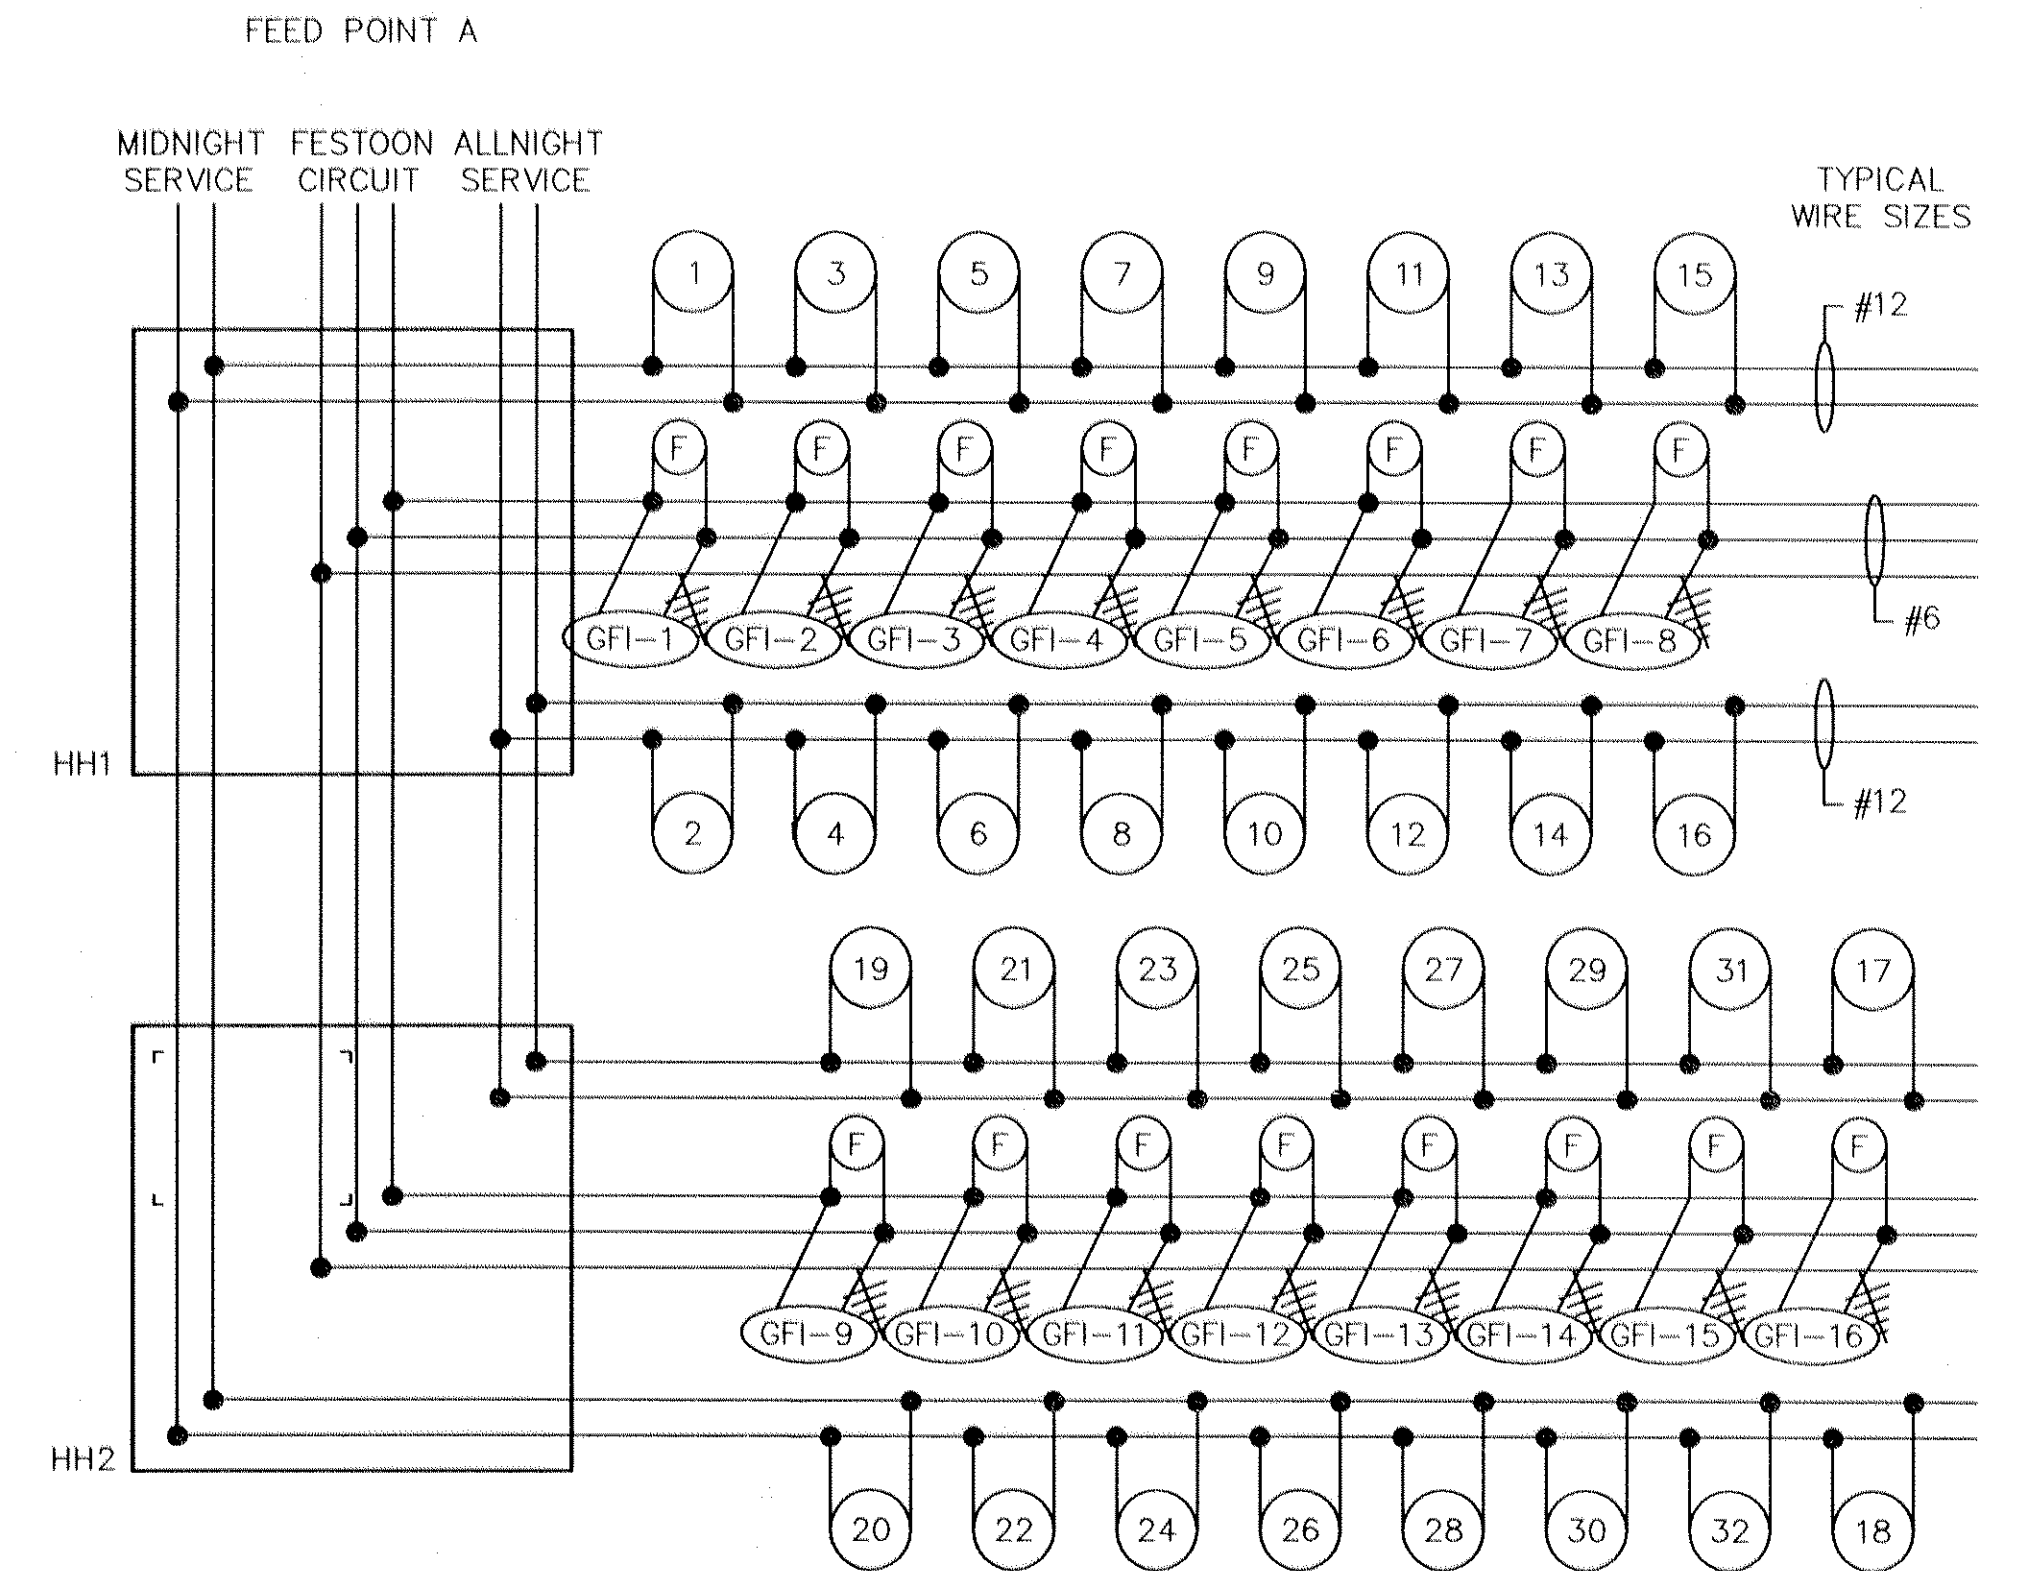 FEED POINT A
MIDNIGHT SERVICE
FESTOON CIRCUIT
ALLNIGHT SERVICE
TYPICAL
WIRE SIZES
1 3 5 7 9 11 13 15
#12
F F F F F F F F
#6
GFI-1 GFI-2 GFI-3 GFI-4 GFI-5 GFI-6 GFI-7 GFI-8
HH1
#12
2 4 6 8 10 12 14 16
19 21 23 25 27 29 31 17
F F F F F F F F
GFI-9 GFI-10 GFI-11 GFI-12 GFI-13 GFI-14 GFI-15 GFI-16
HH2
20 22 24 26 28 30 32 18